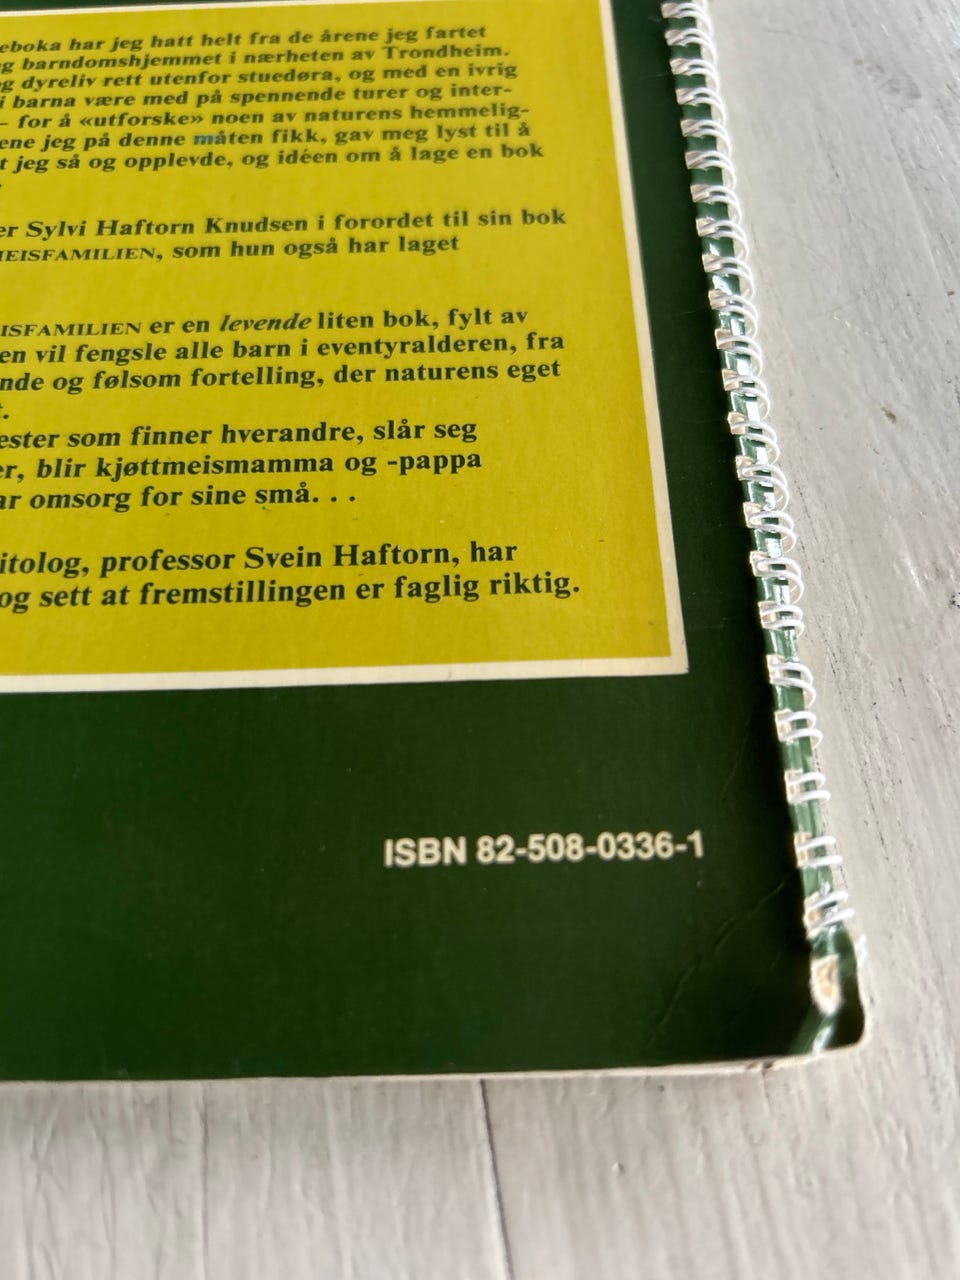 eboka har jeg hatt helt fra de årene jeg fartet
g barndomshjemmet i nærheten av Trondheim.
g dyreliv rett utenfor stuedøra, og med en ivrig
i barna være med på spennende turer og inter-
– for å «utforske» noen av naturens hemmelig-
ene jeg på denne måten fikk, gav meg lyst til å
t jeg så og opplevde, og idéen om å lage en bok
.
er Sylvi Haftorn Knudsen i forordet til sin bok
MEISFAMILIEN, som hun også har laget
ISFAMILIEN er en levende liten bok, fylt av
en vil fengsle alle barn i eventyralderen, fra
nde og følsom fortelling, der naturens eget
t.
ester som finner hverandre, slår seg
er, blir kjøttmeismamma og -pappa
ar omsorg for sine små. . .
itolog, professor Svein Haftorn, har
og sett at fremstillingen er faglig riktig.
ISBN 82-508-0336-1